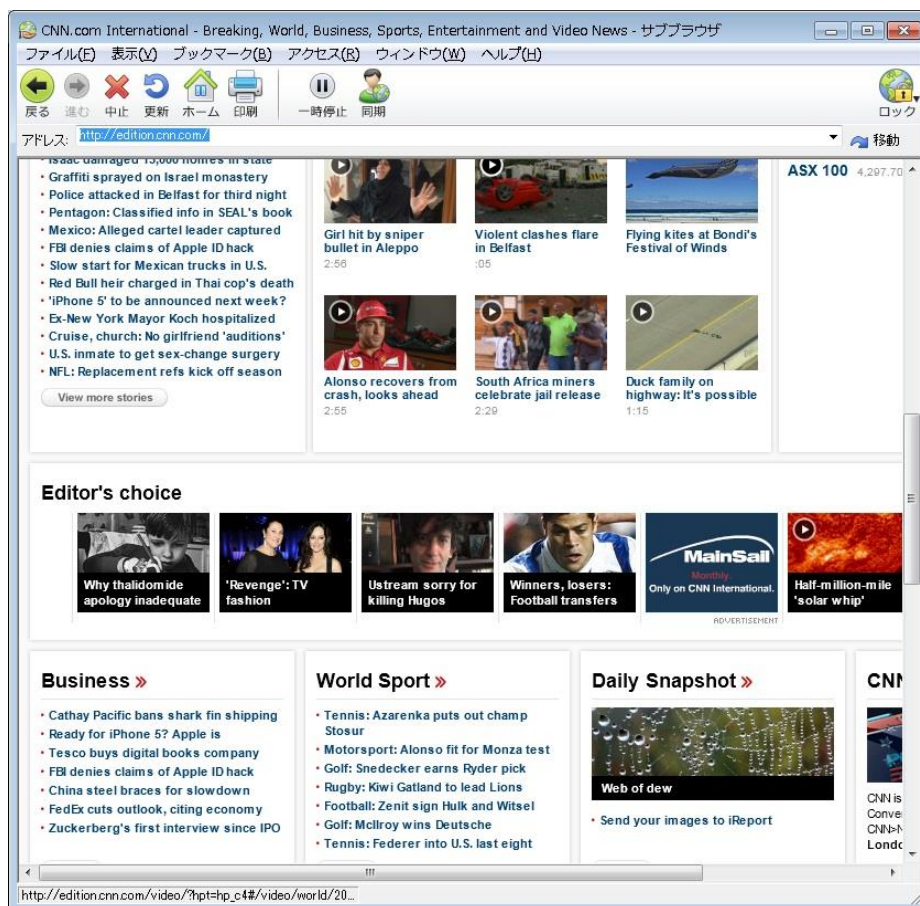 CNN.com International - Breaking, World, Business, Sports, Entertainment and Video News - サブブラウザ
ファイル(F) 表示(V) ブックマーク(B) アクセス(R) ウィンドウ(W) ヘルプ(H)
戻る 進む 中止 更新 ホーム 印刷 一時停止 同期 ロック
アドレス: http://edition.cnn.com/ 移動
Isaac damaged 13,000 homes in state
Graffiti sprayed on Israel monastery
Police attacked in Belfast for third night
Pentagon: Classified info in SEAL's book
Mexico: Alleged cartel leader captured
FBI denies claims of Apple ID hack
Slow start for Mexican trucks in U.S.
Red Bull heir charged in Thai cop's death
'iPhone 5' to be announced next week?
Ex-New York Mayor Koch hospitalized
Cruise, church: No girlfriend 'auditions'
U.S. inmate to get sex-change surgery
NFL: Replacement refs kick off season
View more stories
Girl hit by sniper
bullet in Aleppo
2:56
Violent clashes flare
in Belfast
:05
Flying kites at Bondi's
Festival of Winds
Alonso recovers from
crash, looks ahead
2:55
South Africa miners
celebrate jail release
2:29
Duck family on
highway: It's possible
1:15
ASX 100 4,297.70
Editor's choice
Why thalidomide
apology inadequate
'Revenge': TV
fashion
Ustream sorry for
killing Hugos
Winners, losers:
Football transfers
MainSail
Monthly.
Only on CNN International.
ADVERTISEMENT
Half-million-mile
'solar whip'
Business »
Cathay Pacific bans shark fin shipping
Ready for iPhone 5? Apple is
Tesco buys digital books company
FBI denies claims of Apple ID hack
China steel braces for slowdown
FedEx cuts outlook, citing economy
Zuckerberg's first interview since IPO
World Sport »
Tennis: Azarenka puts out champ
Stosur
Motorsport: Alonso fit for Monza test
Golf: Snedecker earns Ryder pick
Rugby: Kiwi Gatland to lead Lions
Football: Zenit sign Hulk and Witsel
Golf: McIlroy wins Deutsche
Tennis: Federer into U.S. last eight
Daily Snapshot »
Web of dew
Send your images to iReport
CNN
CNN is
Conve
CNN>N
Londo
http://edition.cnn.com/video/?hpt=hp_c4#/video/world/20...